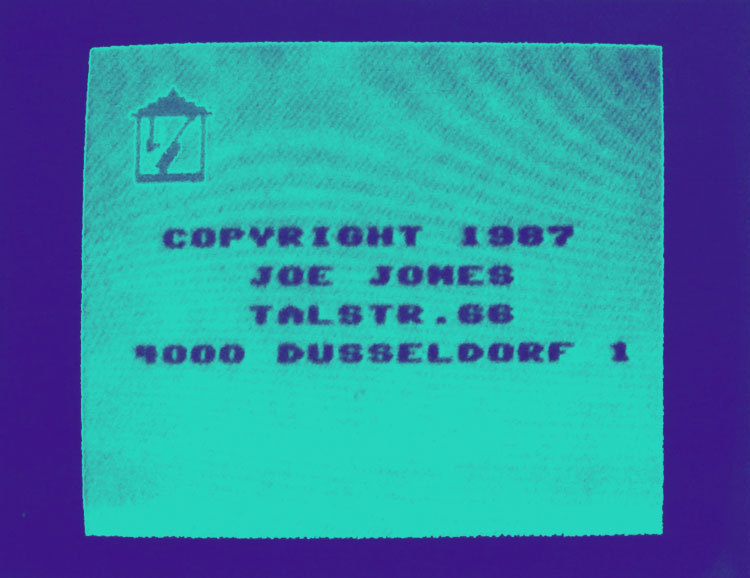 COPYRIGHT 1987
JOE JONES
TALSTR.66
4000 DUSSELDORF 1